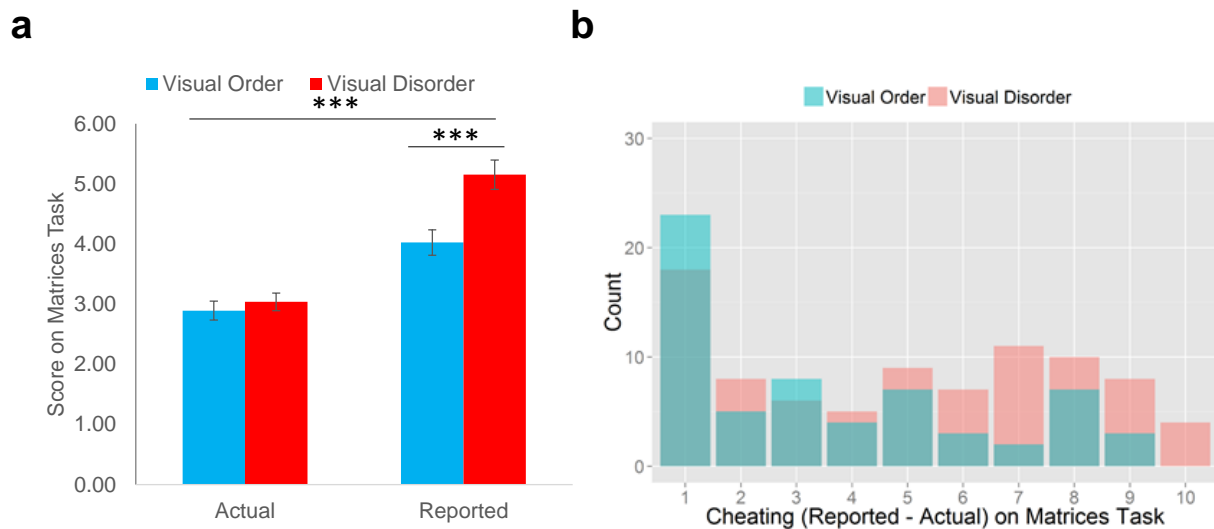 a
Visual Order Visual Disorder
***
***
6.00
5.00
4.00
3.00
2.00
1.00
0.00
Score on Matrices Task
Actual Reported
b
Visual Order Visual Disorder
30
20
10
0
Count
1 2 3 4 5 6 7 8 9 10
Cheating (Reported - Actual) on Matrices Task